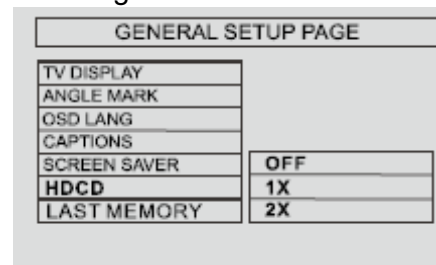 GENERAL SETUP PAGE
TV DISPLAY
ANGLE MARK
OSD LANG
CAPTIONS
SCREEN SAVER
HDCD
LAST MEMORY
OFF
1X
2X